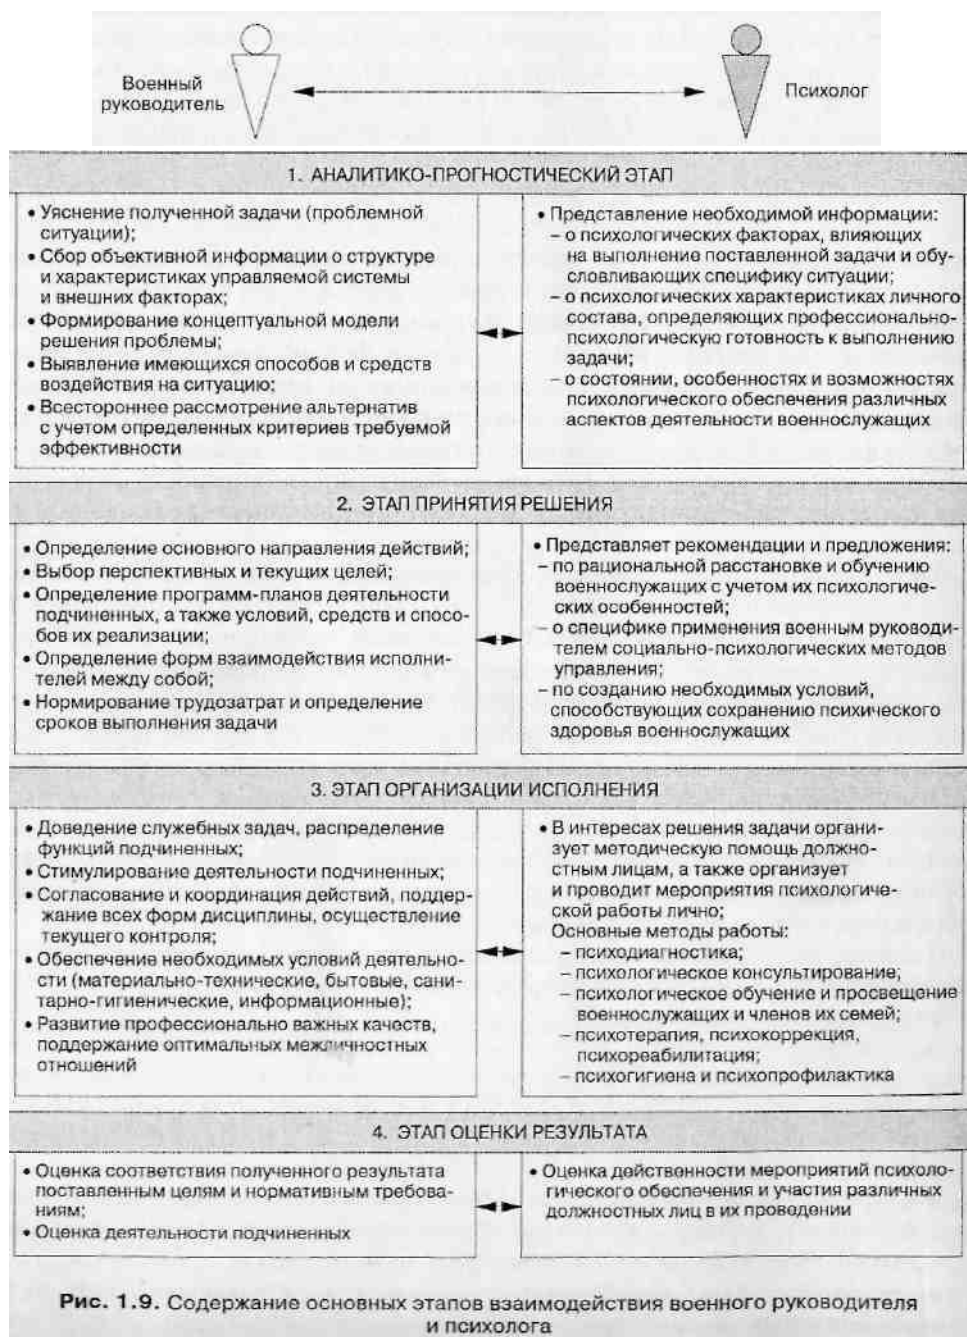 Военный
руководитель
Психолог
1. АНАЛИТИКО-ПРОГНОСТИЧЕСКИЙ ЭТАП
• Уяснение полученной задачи (проблемной
ситуации);
• Сбор объективной информации о структуре
и характеристиках управляемой системы
и внешних факторах;
• Формирование концептуальной модели
решения проблемы;
• Выявление имеющихся способов и средств
воздействия на ситуацию;
• Всестороннее рассмотрение альтернатив
с учетом определенных критериев требуемой
эффективности
• Представление необходимой информации:
– о психологических факторах, влияющих
на выполнение поставленной задачи и обу-
словливающих специфику ситуации;
– о психологических характеристиках личного
состава, определяющих профессионально-
психологическую готовность к выполнению
задачи;
– о состоянии, особенностях и возможностях
психологического обеспечения различных
аспектов деятельности военнослужащих
2. ЭТАП ПРИНЯТИЯ РЕШЕНИЯ
• Определение основного направления действий;
• Выбор перспективных и текущих целей;
• Определение программ-планов деятельности
подчиненных, а также условий, средств и спосо-
бов их реализации;
• Определение форм взаимодействия исполни-
телей между собой;
• Нормирование трудозатрат и определение
сроков выполнения задачи
• Представляет рекомендации и предложения:
– по рациональной расстановке и обучению
военнослужащих с учетом их психологиче-
ских особенностей;
– о специфике применения военным руководи-
телем социально-психологических методов
управления;
– по созданию необходимых условий,
способствующих сохранению психического
здоровья военнослужащих
3. ЭТАП ОРГАНИЗАЦИИ ИСПОЛНЕНИЯ
• Доведение служебных задач, распределение
функций подчиненных;
• Стимулирование деятельности подчиненных;
• Согласование и координация действий, поддер-
жание всех форм дисциплины, осуществление
текущего контроля;
• Обеспечение необходимых условий деятельно-
сти (материально-технические, бытовые, сани-
тарно-гигиенические, информационные);
• Развитие профессионально важных качеств,
поддержание оптимальных межличностных
отношений
• В интересах решения задачи органи-
зует методическую помощь должно-
стным лицам, а также организует
и проводит мероприятия психологиче-
ской работы лично;
Основные методы работы:
– психодиагностика;
– психологическое консультирование;
– психологическое обучение и просвещение
военнослужащих и членов их семей;
– психотерапия, психокоррекция,
психореабилитация;
– психогигиена и психопрофилактика
4. ЭТАП ОЦЕНКИ РЕЗУЛЬТАТА
• Оценка соответствия полученного результата
поставленным целям и нормативным требова-
ниям;
• Оценка деятельности подчиненных
• Оценка действенности мероприятий психоло-
гического обеспечения и участия различных
должностных лиц в их проведении
Рис. 1.9. Содержание основных этапов взаимодействия военного руководителя
и психолога